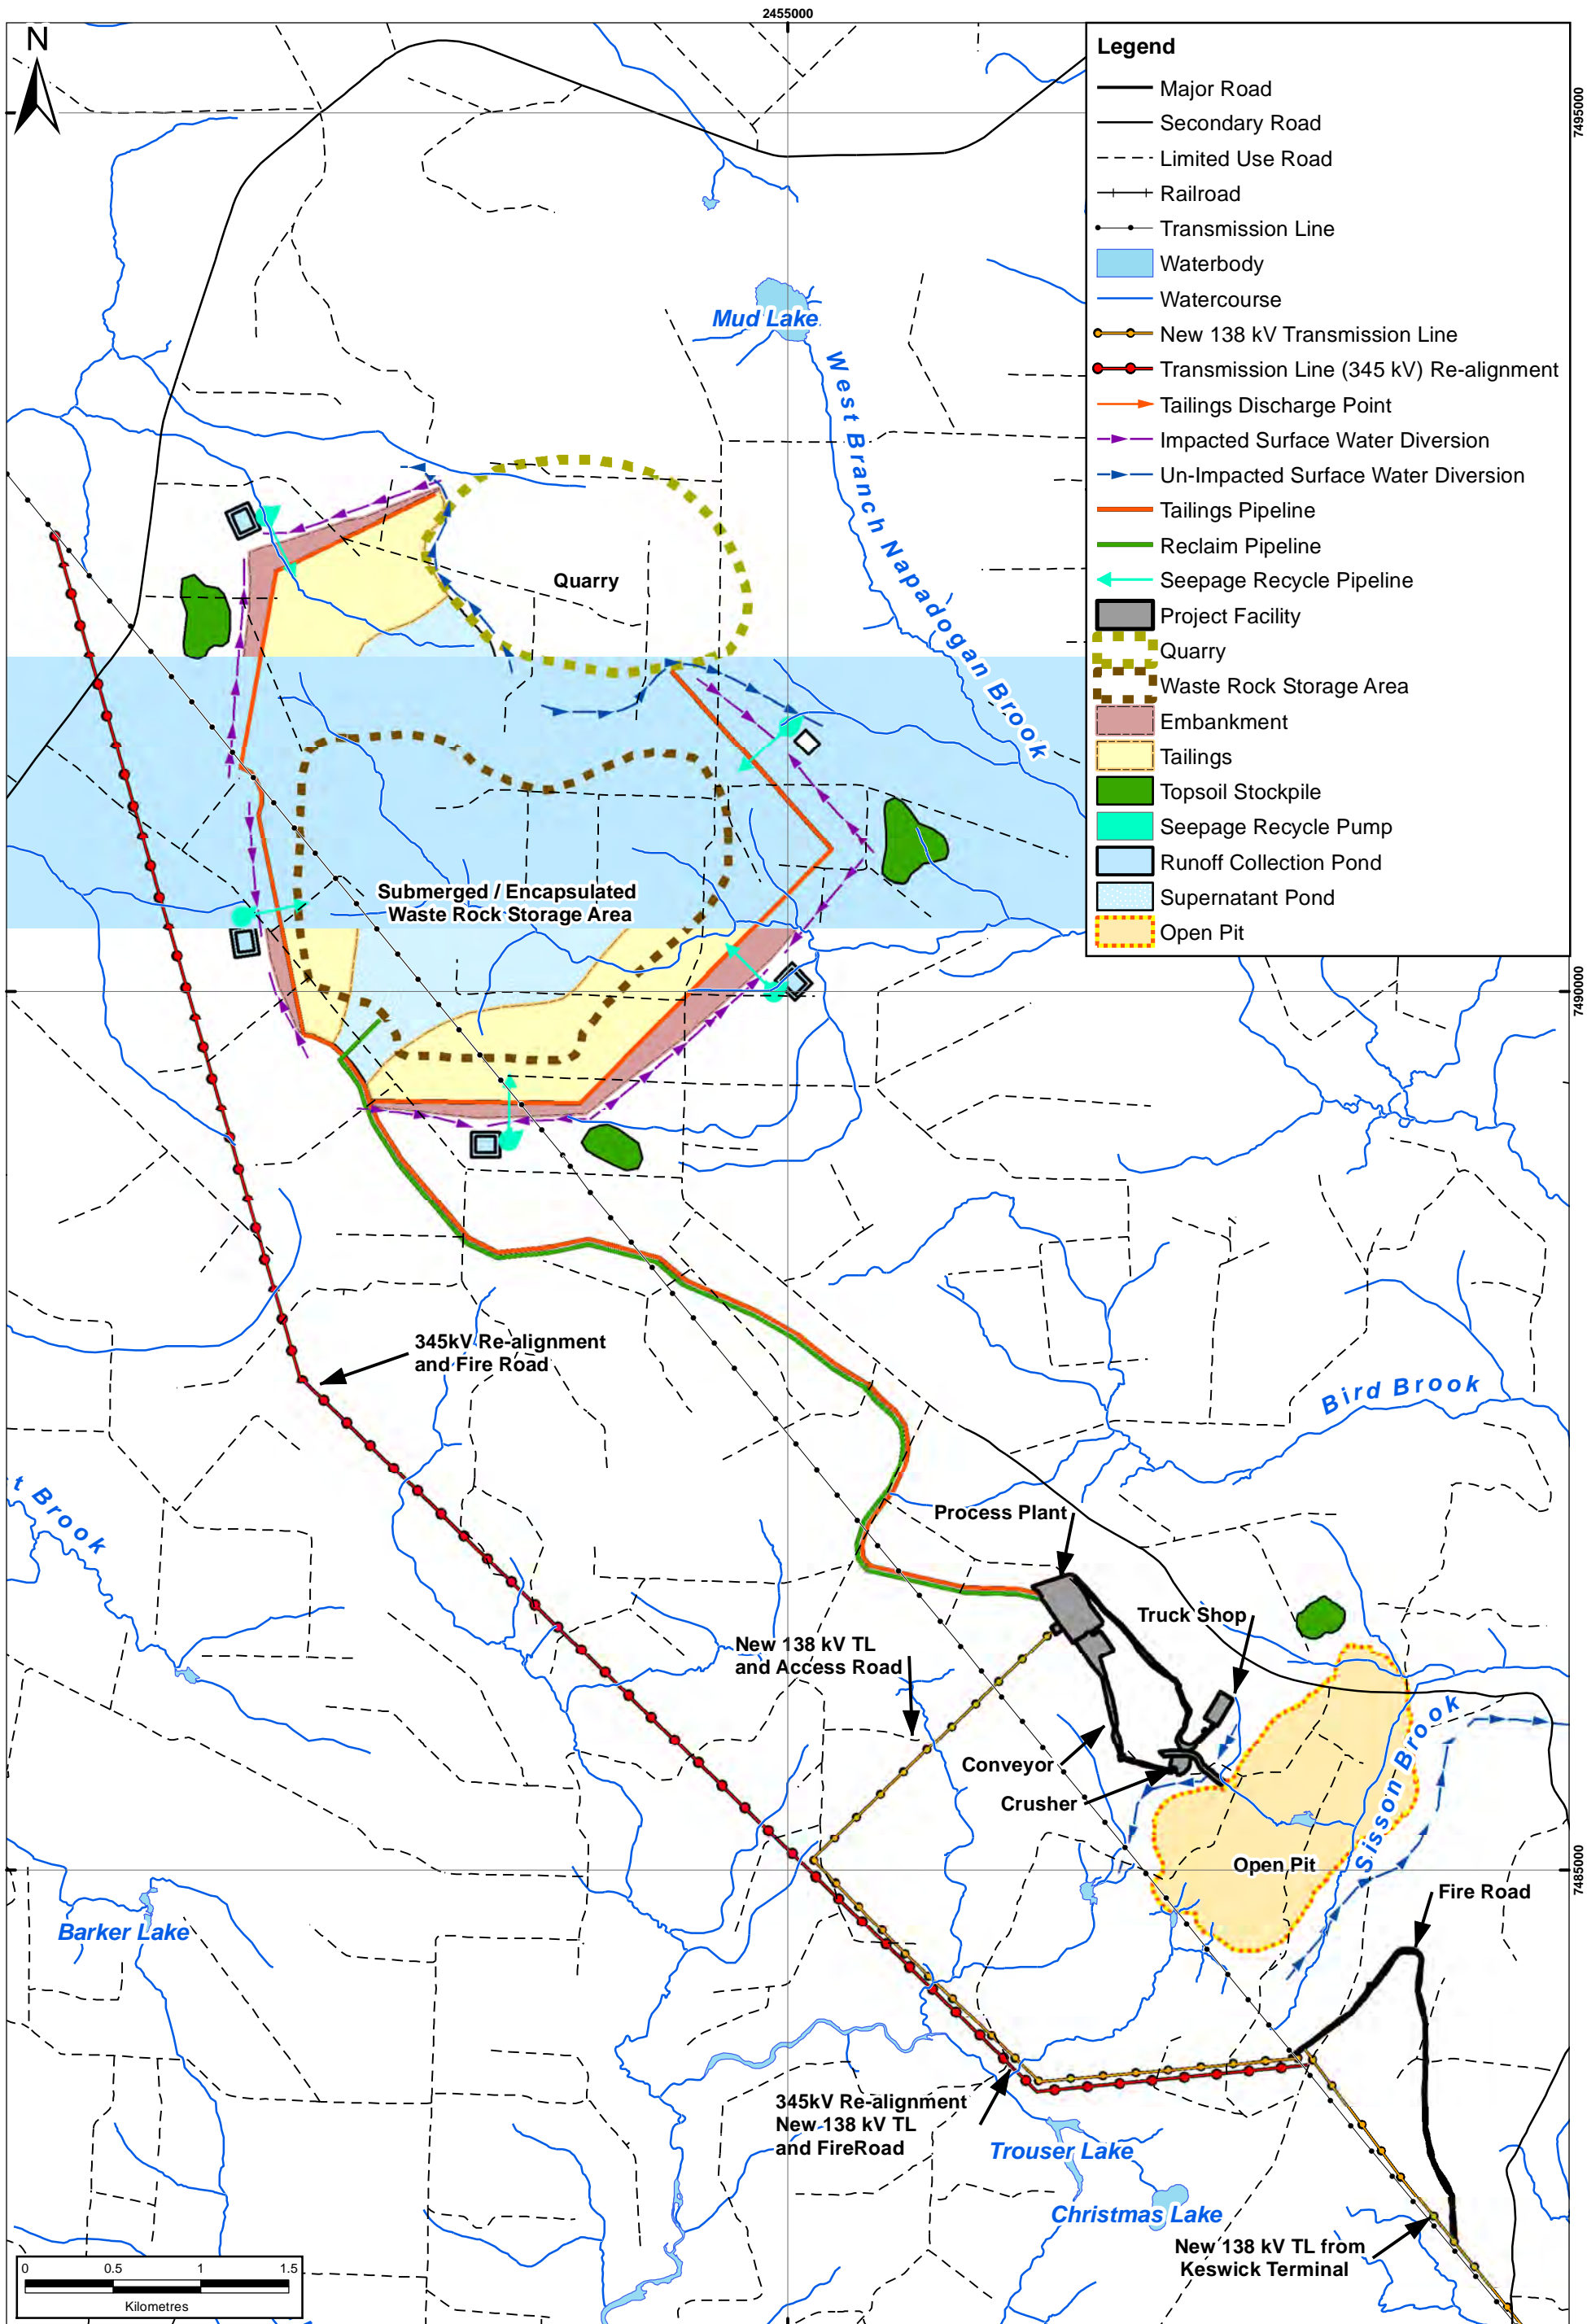 2455000
N
Legend
Major Road
Secondary Road
Limited Use Road
Railroad
Transmission Line
Waterbody
Watercourse
New 138 kV Transmission Line
Transmission Line (345 kV) Re-alignment
Tailings Discharge Point
Impacted Surface Water Diversion
Un-Impacted Surface Water Diversion
Tailings Pipeline
Reclaim Pipeline
Seepage Recycle Pipeline
Project Facility
Quarry
Waste Rock Storage Area
Embankment
Tailings
Topsoil Stockpile
Seepage Recycle Pump
Runoff Collection Pond
Supernatant Pond
Open Pit
7495000
Mud Lake
West Branch Napadogan Brook
Quarry
Submerged / Encapsulated
Waste Rock Storage Area
7490000
345kV Re-alignment
and Fire Road
Bird Brook
t Brook
Process Plant
Truck Shop
New 138 kV TL
and Access Road
Conveyor
Crusher
Sisson Brook
Open Pit
7485000
Fire Road
Barker Lake
345kV Re-alignment
New 138 kV TL
and FireRoad
Trouser Lake
Christmas Lake
New 138 kV TL from
Keswick Terminal
0 0.5 1 1.5
Kilometres